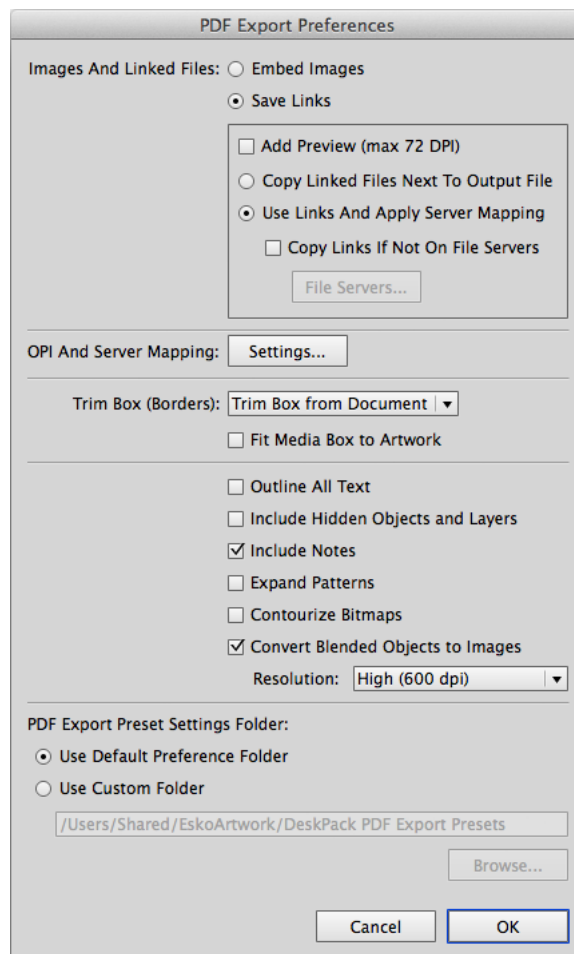 PDF Export Preferences
Images And Linked Files: Embed Images
Save Links
Add Preview (max 72 DPI)
Copy Linked Files Next To Output File
Use Links And Apply Server Mapping
Copy Links If Not On File Servers
File Servers...
OPI And Server Mapping: Settings...
Trim Box (Borders): Trim Box from Document
Fit Media Box to Artwork
Outline All Text
Include Hidden Objects and Layers
Include Notes
Expand Patterns
Contourize Bitmaps
Convert Blended Objects to Images
Resolution: High (600 dpi)
PDF Export Preset Settings Folder:
Use Default Preference Folder
Use Custom Folder
/Users/Shared/EskoArtwork/DeskPack PDF Export Presets
Browse...
Cancel OK